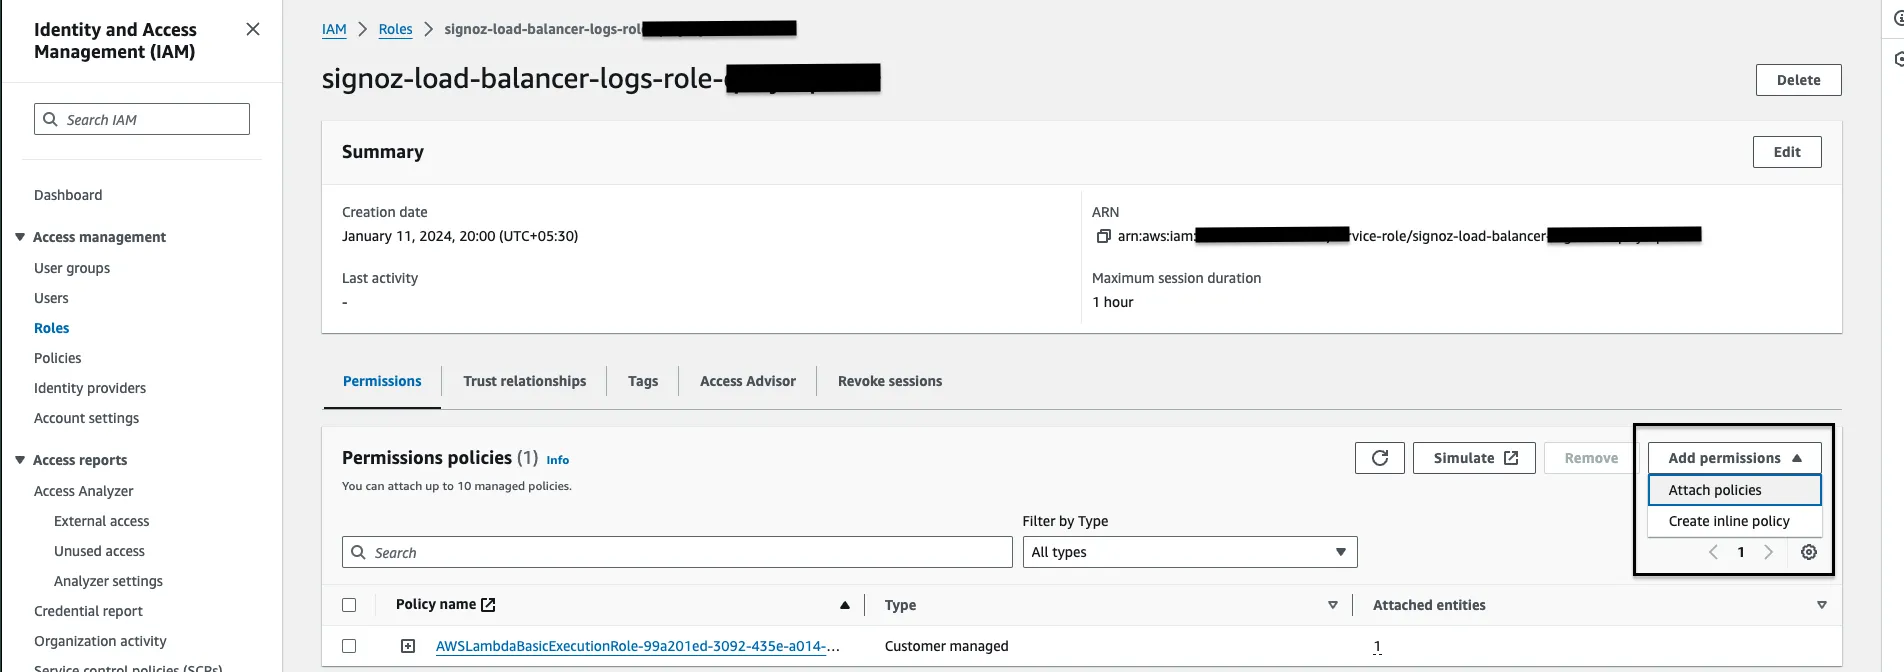 Identity and Access
Management (IAM)
Search IAM
Dashboard
Access management
User groups
Users
Roles
Policies
Identity providers
Account settings
Access reports
Access Analyzer
External access
Unused access
Analyzer settings
Credential report
Organization activity
Service control policies (SCPs)
IAM > Roles > signoz-load-balancer-logs-rol
signoz-load-balancer-logs-role-
Delete
Summary
Edit
Creation date
January 11, 2024, 20:00 (UTC+05:30)
Last activity
-
ARN
arn:aws:iam: vice-role/signoz-load-balancer
Maximum session duration
1 hour
Permissions
Trust relationships
Tags
Access Advisor
Revoke sessions
Permissions policies (1) Info
You can attach up to 10 managed policies.
Simulate
Remove
Add permissions
Attach policies
Create inline policy
Filter by Type
Search
All types
1
Policy name
Type
Attached entities
AWSLambdaBasicExecutionRole-99a201ed-3092-435e-a014-...
Customer managed
1